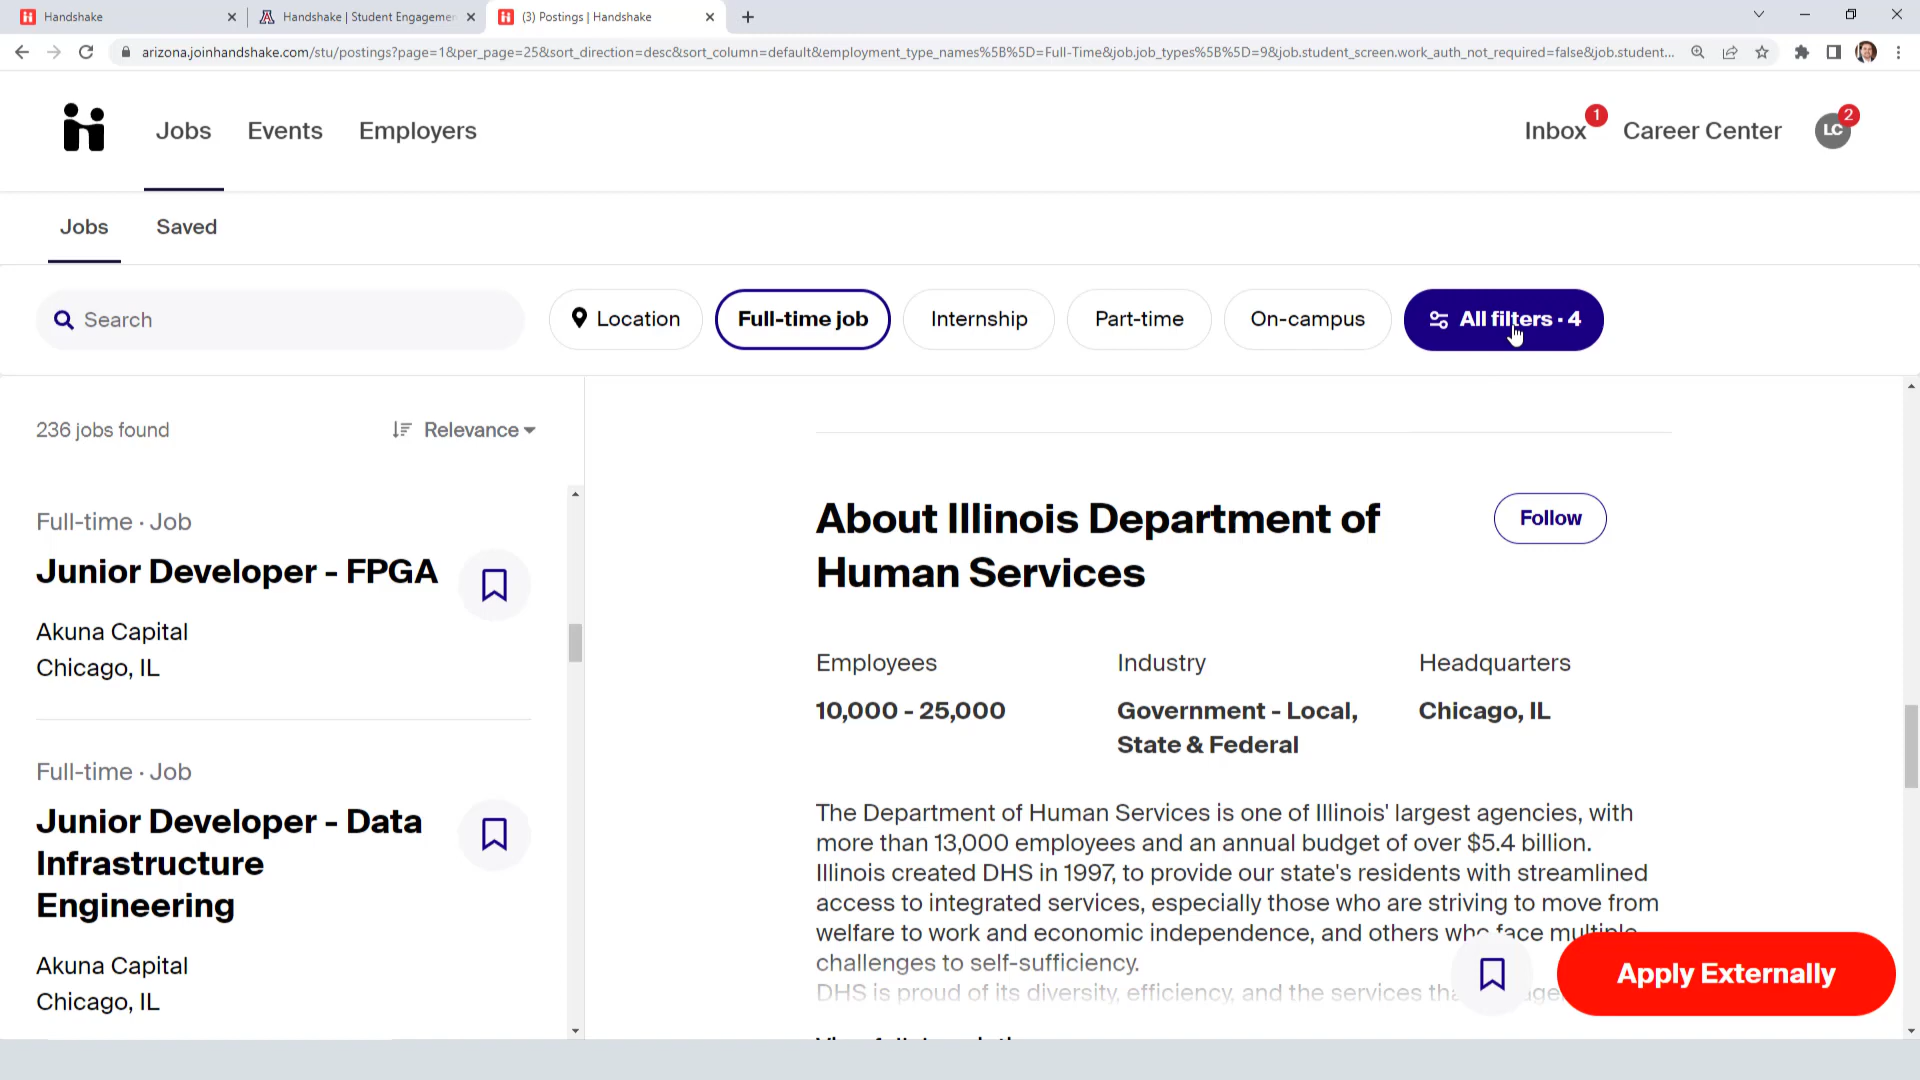 Handshake
Handshake | Student Engagemen
(3) Postings | Handshake
arizona.joinhandshake.com/stu/postings?page=1&per_page=25&sort_direction=desc&sort_column=default&employment_type_names%5B%5D=Full-Time&job.job_types%5B%5D=9&job.student_screen.work_auth_not_required=false&job.student...
Jobs
Events
Employers
Inbox
1
Career Center
LC
2
Jobs
Saved
Search
Location
Full-time job
Internship
Part-time
On-campus
All filters · 4
236 jobs found
Relevance
Full-time · Job
Junior Developer - FPGA
Akuna Capital
Chicago, IL
Full-time · Job
Junior Developer - Data
Infrastructure
Engineering
Akuna Capital
Chicago, IL
About Illinois Department of
Human Services
Follow
Employees
10,000 - 25,000
Industry
Government - Local,
State & Federal
Headquarters
Chicago, IL
The Department of Human Services is one of Illinois' largest agencies, with
more than 13,000 employees and an annual budget of over $5.4 billion.
Illinois created DHS in 1997, to provide our state's residents with streamlined
access to integrated services, especially those who are striving to move from
welfare to work and economic independence, and others who face multiple
challenges to self-sufficiency.
DHS is proud of its diversity, efficiency, and the services
Apply Externally